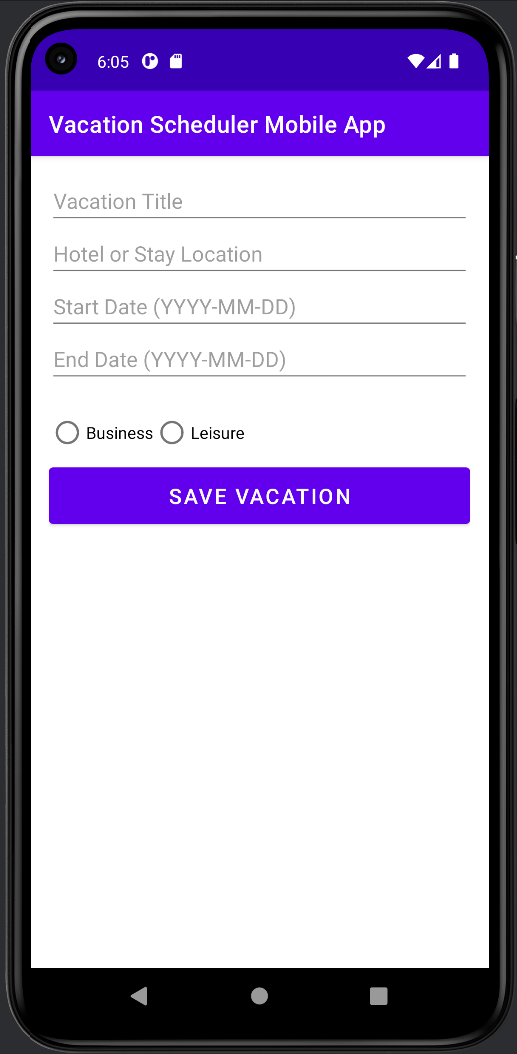 6:05
Vacation Scheduler Mobile App
Vacation Title
Hotel or Stay Location
Start Date (YYYY-MM-DD)
End Date (YYYY-MM-DD)
Business Leisure
SAVE VACATION